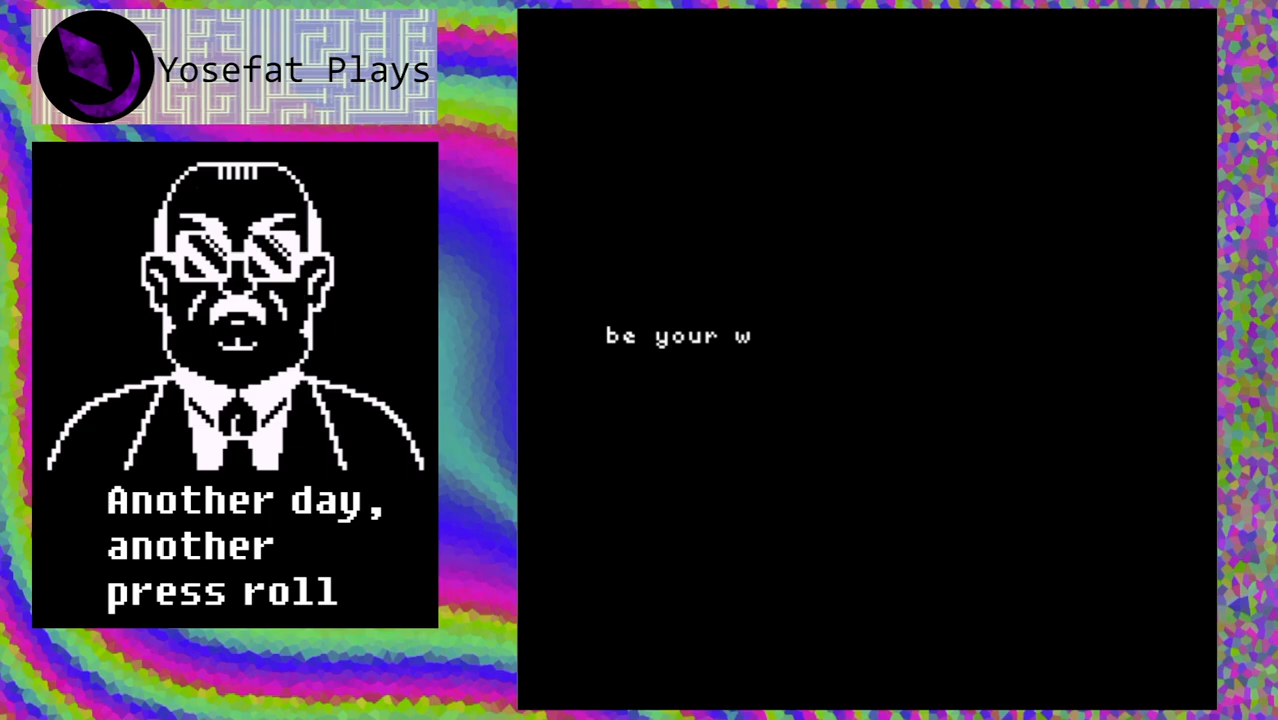 Yosefat Plays
Another day,
another
press roll
be your w